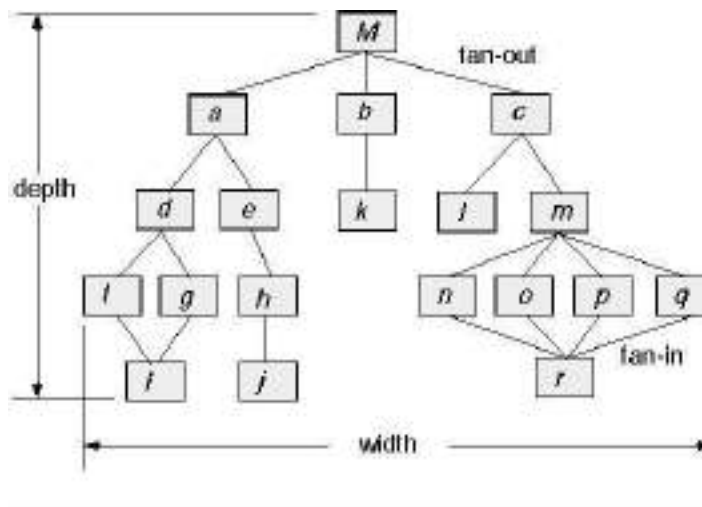 M
fan-out
a b c
depth
d e k l m
f g h n o p q
fan-in
i j r
width